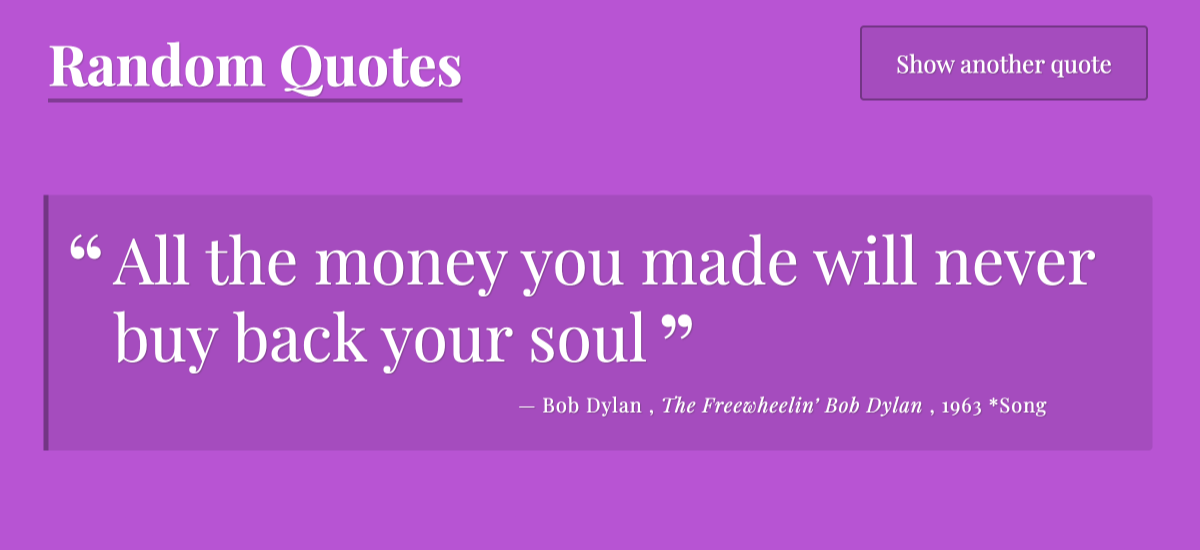 Random Quotes
Show another quote
“ All the money you made will never
buy back your soul ”
— Bob Dylan , The Freewheelin’ Bob Dylan , 1963 *Song